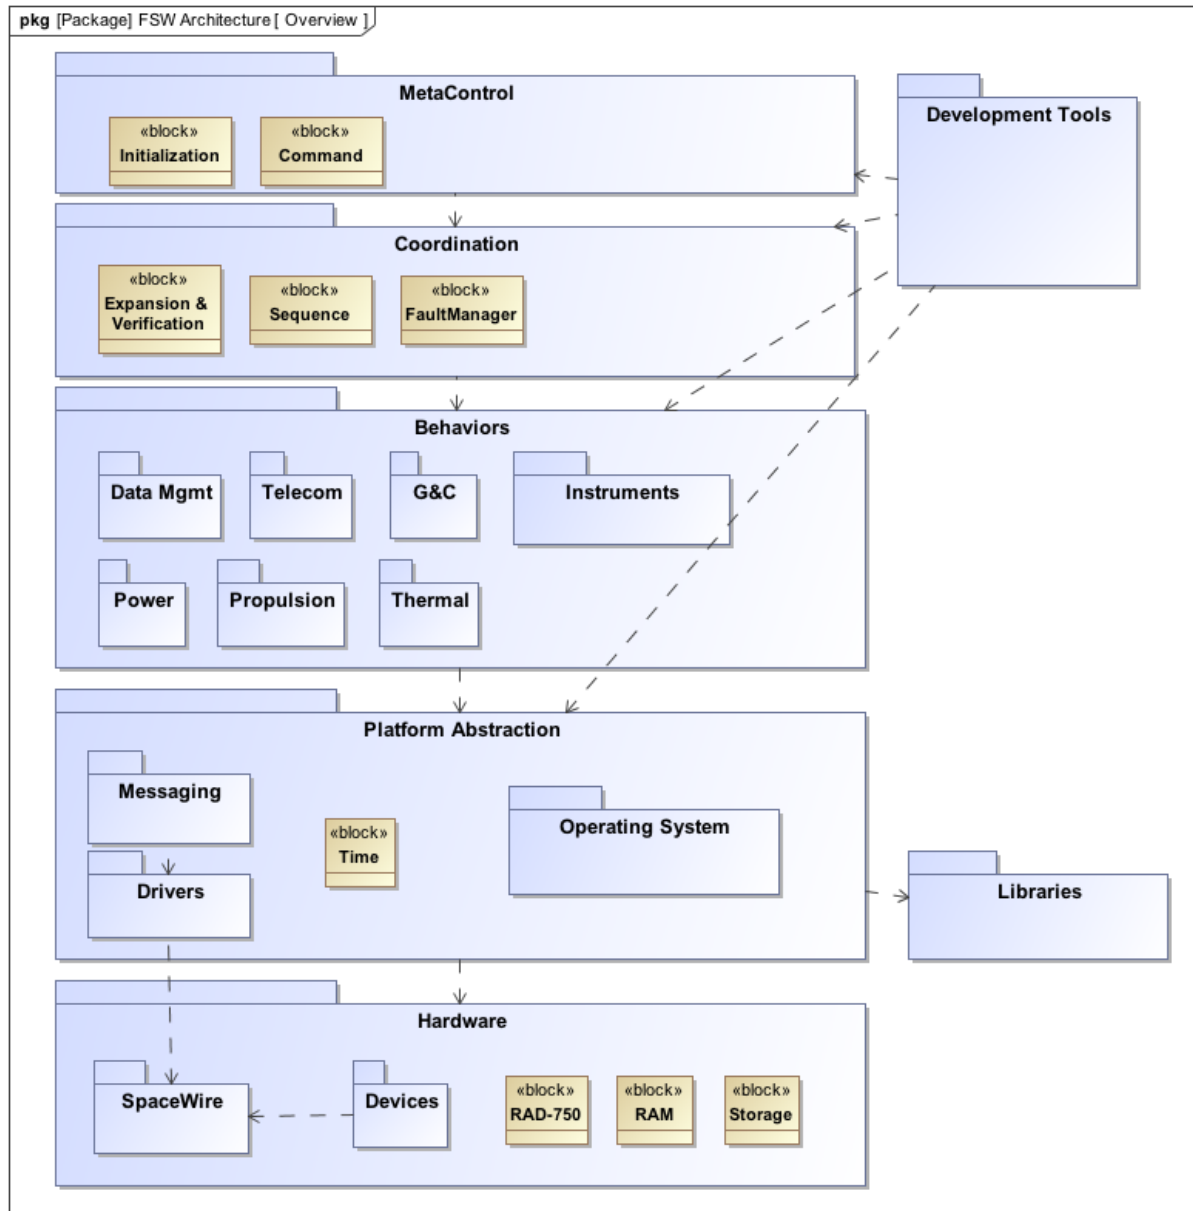 pkg [Package] FSW Architecture [ Overview ]
MetaControl
«block»
Initialization
«block»
Command
Development Tools
Coordination
«block»
Expansion &
Verification
«block»
Sequence
«block»
FaultManager
Behaviors
Data Mgmt
Telecom
G&C
Instruments
Power
Propulsion
Thermal
Platform Abstraction
Messaging
Drivers
«block»
Time
Operating System
Libraries
Hardware
SpaceWire
Devices
«block»
RAD-750
«block»
RAM
«block»
Storage